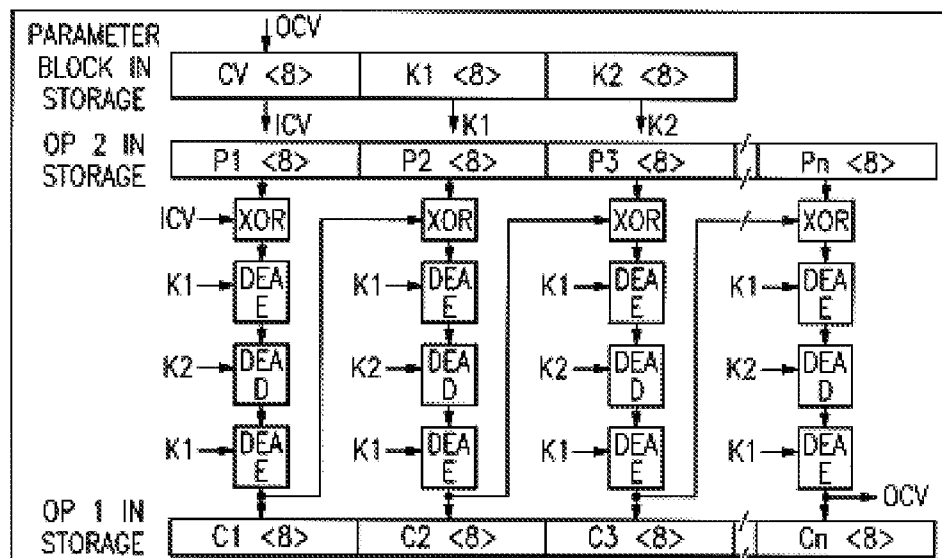 PARAMETER
BLOCK IN
STORAGE
OCV
CV <8> K1 <8> K2 <8>
ICV K1 K2
OP 2 IN
STORAGE
P1 <8> P2 <8> P3 <8> Pn <8>
ICV XOR XOR XOR XOR
K1 DEA E K1 DEA E K1 DEA E K1 DEA E
K2 DEA D K2 DEA D K2 DEA D K2 DEA D
K1 DEA E K1 DEA E K1 DEA E K1 DEA E
OCV
OP 1 IN
STORAGE
C1 <8> C2 <8> C3 <8> Cn <8>